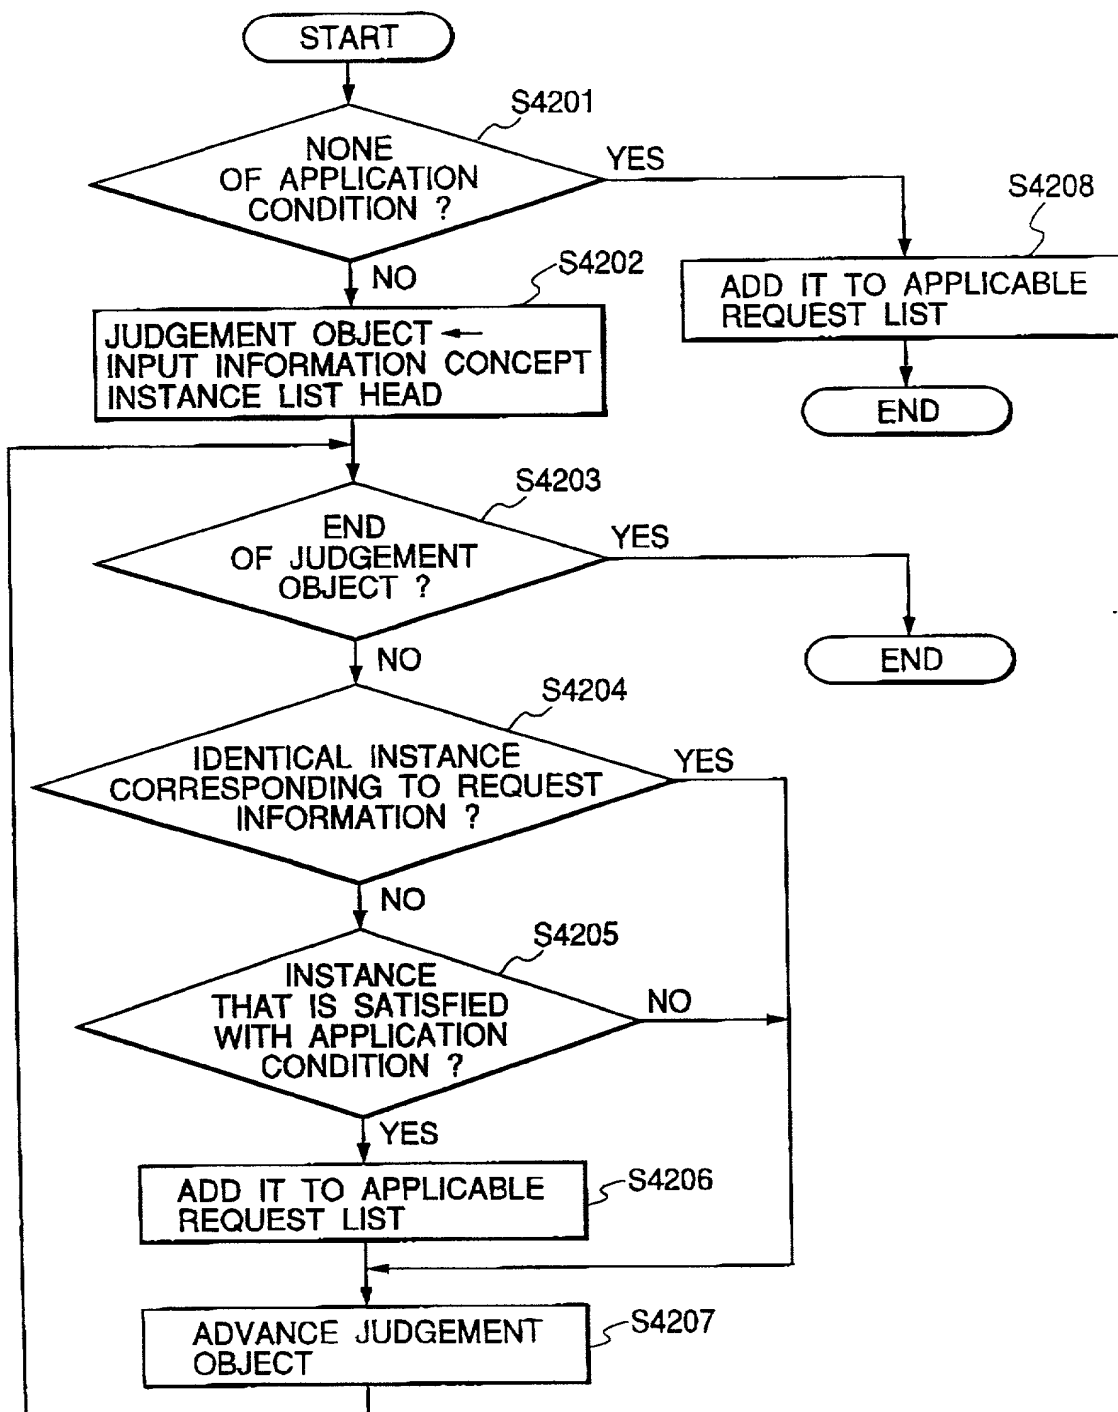 START
S4201
NONE
OF APPLICATION
CONDITION ?
YES
S4208
NO
S4202
ADD IT TO APPLICABLE
REQUEST LIST
JUDGEMENT OBJECT ←
INPUT INFORMATION CONCEPT
INSTANCE LIST HEAD
END
S4203
END
OF JUDGEMENT
OBJECT ?
YES
NO
END
S4204
IDENTICAL INSTANCE
CORRESPONDING TO REQUEST
INFORMATION ?
YES
NO
S4205
INSTANCE
THAT IS SATISFIED
WITH APPLICATION
CONDITION ?
NO
YES
ADD IT TO APPLICABLE
REQUEST LIST
S4206
ADVANCE JUDGEMENT
OBJECT
S4207